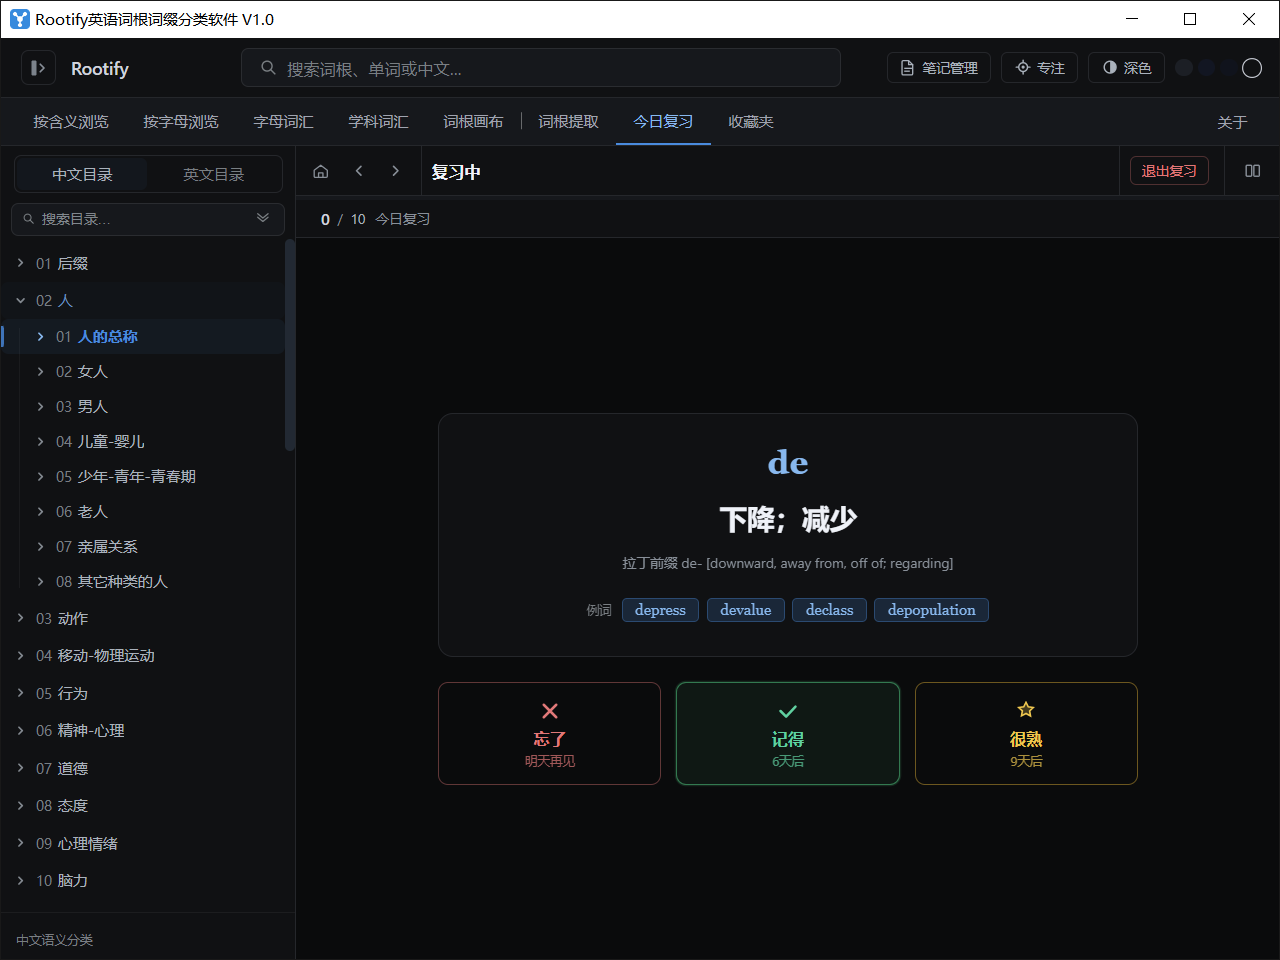 Rootify英语词根词缀分类软件 V1.0
Rootify
搜索词根、单词或中文...
笔记管理
专注
深色
按含义浏览
按字母浏览
字母词汇
学科词汇
词根画布
词根提取
今日复习
收藏夹
关于
中文目录
英文目录
搜索目录...
01 后缀
02 人
01 人的总称
02 女人
03 男人
04 儿童-婴儿
05 少年-青年-青春期
06 老人
07 亲属关系
08 其它种类的人
03 动作
04 移动-物理运动
05 行为
06 精神-心理
07 道德
08 态度
09 心理情绪
10 脑力
中文语义分类
复习中
退出复习
0 / 10 今日复习
de
下降；减少
拉丁前缀 de- [downward, away from, off of; regarding]
例词 depress devalue declass depopulation
忘了
明天再见
记得
6天后
很熟
9天后